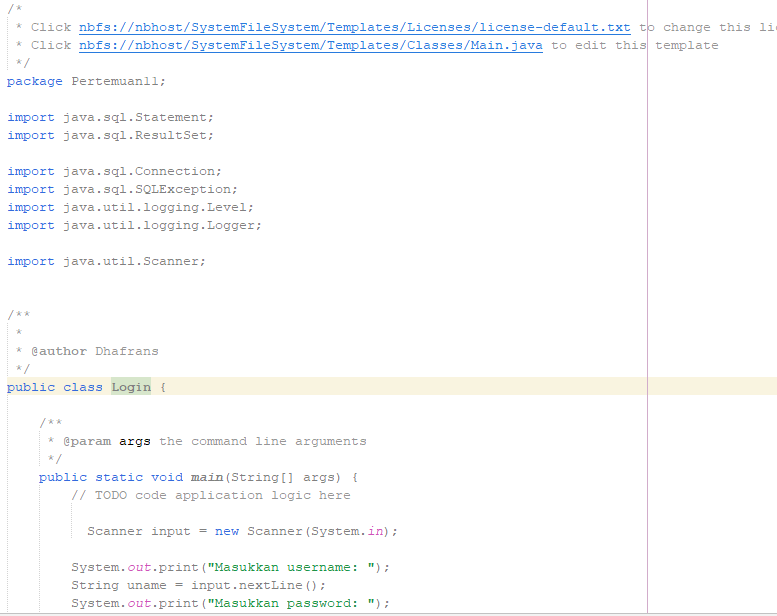 /*
 * Click nbfs://nbhost/SystemFileSystem/Templates/Licenses/license-default.txt to change this lic
 * Click nbfs://nbhost/SystemFileSystem/Templates/Classes/Main.java to edit this template
 */
package Pertemuan11;
import java.sql.Statement;
import java.sql.ResultSet;
import java.sql.Connection;
import java.sql.SQLException;
import java.util.logging.Level;
import java.util.logging.Logger;
import java.util.Scanner;
/**
 *
 * @author Dhafrans
 */
public class Login {
    /**
     * @param args the command line arguments
     */
    public static void main(String[] args) {
        // TODO code application logic here
          Scanner input = new Scanner(System.in);
        System.out.print("Masukkan username: ");
        String uname = input.nextLine();
        System.out.print("Masukkan password: ");